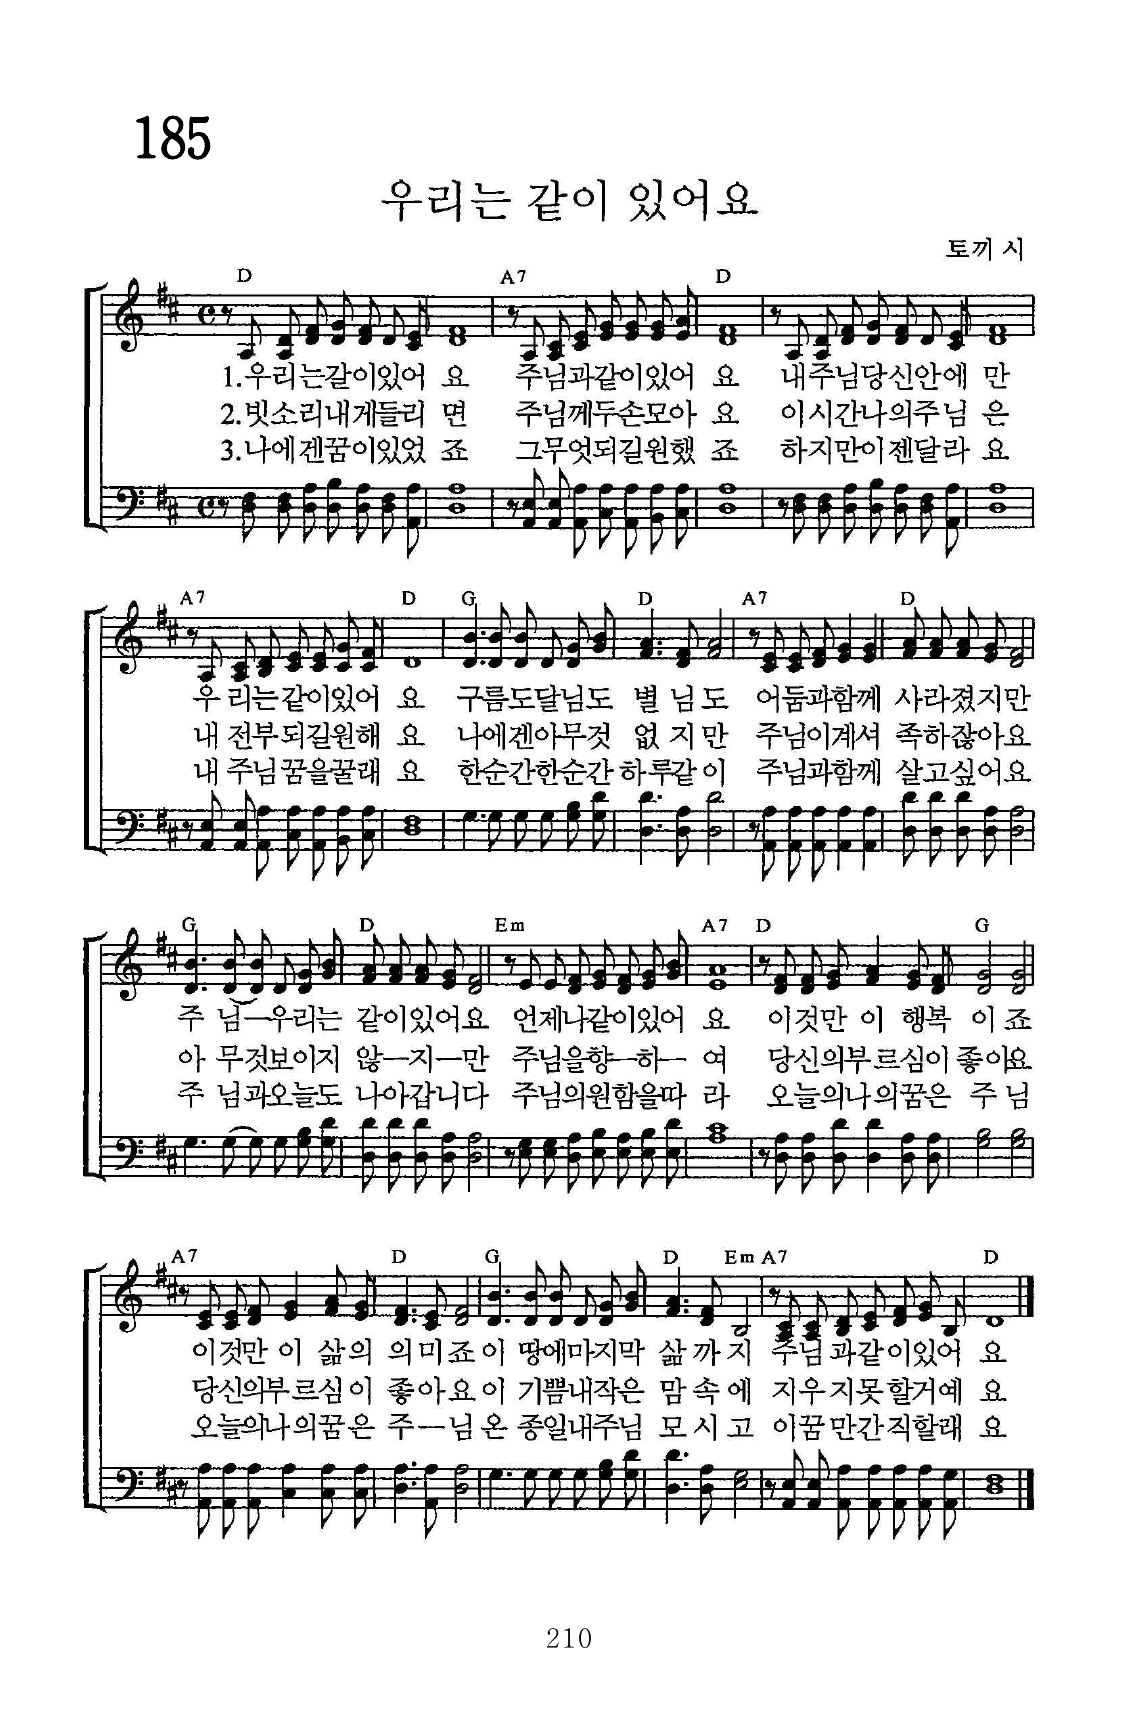 185
우리는 같이 있어요
토끼 시
D A7 D
1.우리는같이있어 요 주님과같이있어 요 내주님당신안에 만
2.빗소리내게들리 면 주님께두손모아 요 이시간나의주님 은
3.나에겐꿈이있었 죠 그무엇되길원했 죠 하지만이젠달라 요
A7 D G D A7 D
우 리는같이있어 요 구름도달님도 별 님 도 어둠과함께 사라졌지만
내 전부되길원해 요 나에겐아무것 없 지 만 주님이계셔 족하잖아요
내 주님꿈을꿀래 요 한순간한순간 하루같이 주님과함께 살고싶어요
G D Em A7 D G
주 님ㅡ우리는 같이있어요 언제나같이있어 요 이것만 이 행복 이 죠
아 무것보이지 않ㅡ지ㅡ만 주님을향ㅡ하ㅡ 여 당신의부르심이 좋아요
주 님과오늘도 나아갑니다 주님의원함을따 라 오늘의나의꿈은 주 님
A7 D G D Em A7 D
이것만 이 삶의 의미죠이 땅에마지막 삶까지 주님과같이있어 요
당신의부르심이 좋아요이 기쁨내작은 맘속에 지우지못할거예 요
오늘의나의꿈은 주ㅡ님온 종일내주님 모시고 이꿈만간직할래 요
210